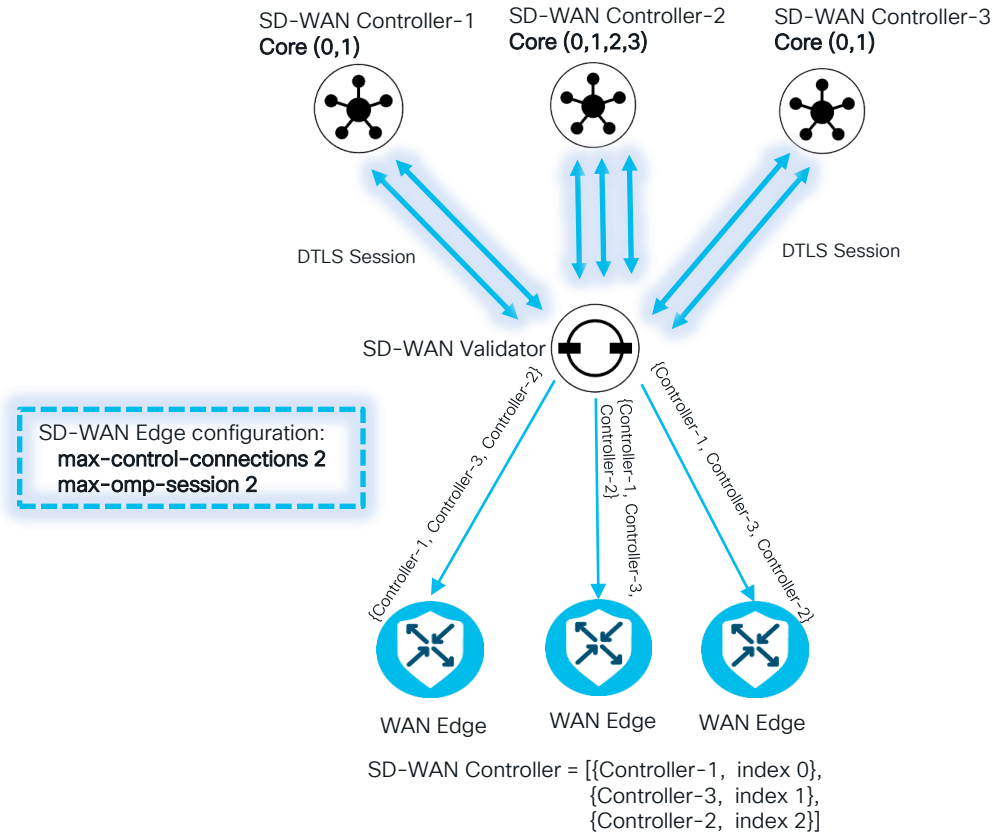 SD-WAN Controller-1
Core (0,1)
SD-WAN Controller-2
Core (0,1,2,3)
SD-WAN Controller-3
Core (0,1)
DTLS Session
DTLS Session
SD-WAN Validator
SD-WAN Edge configuration:
max-control-connections 2
max-omp-session 2
{Controller-1, Controller-3, Controller-2}
{Controller-1, Controller-3,
Controller-2}
{Controller-1, Controller-3, Controller-2}
WAN Edge
WAN Edge
WAN Edge
SD-WAN Controller = [{Controller-1, index 0},
{Controller-3, index 1},
{Controller-2, index 2}]